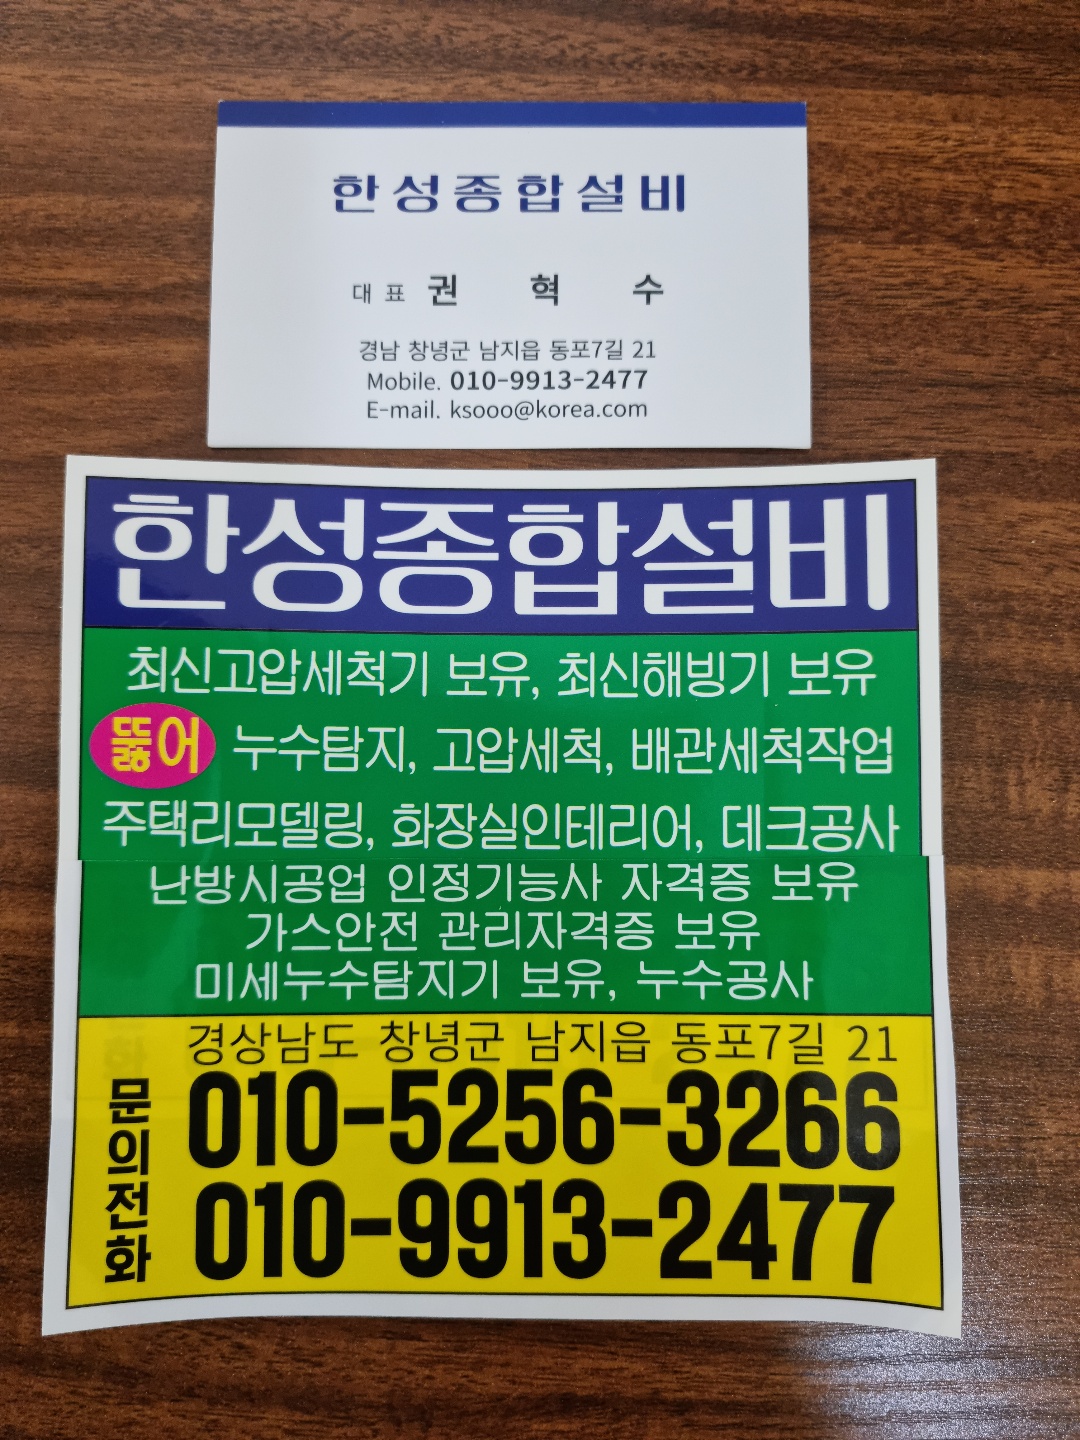 한성종합설비
대표 권 혁 수
경남 창녕군 남지읍 동포7길 21
Mobile. 010-9913-2477
E-mail. ksooo@korea.com
한성종합설비
최신고압세척기 보유, 최신해빙기 보유
뚫어 누수탐지, 고압세척, 배관세척작업
주택리모델링, 화장실인테리어, 데크공사
난방시공업 인정기능사 자격증 보유
가스안전 관리자격증 보유
미세누수탐지기 보유, 누수공사
경상남도 창녕군 남지읍 동포7길 21
문의전화
010-5256-3266
010-9913-2477